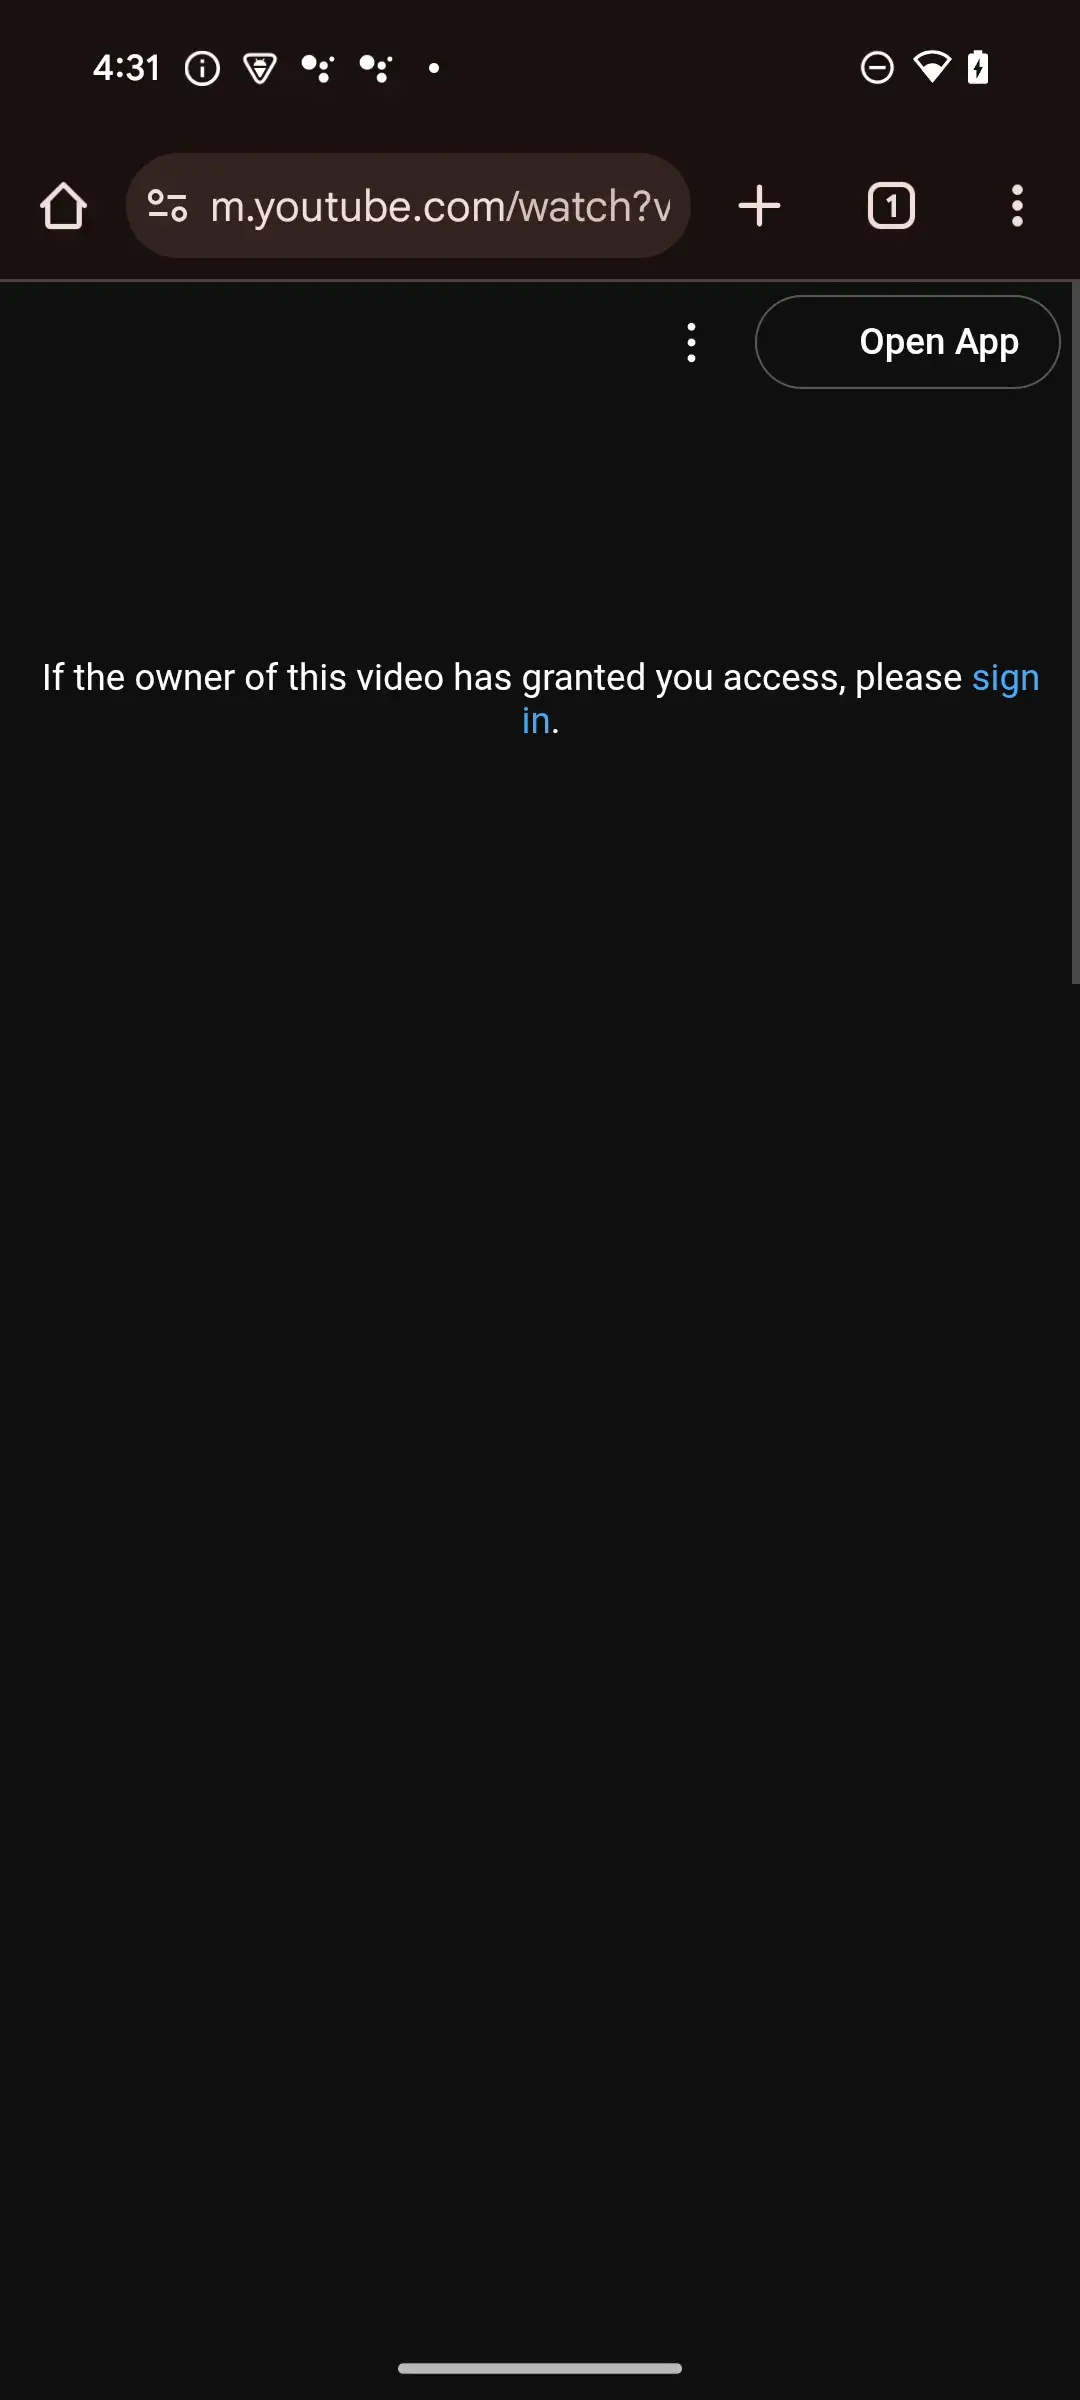 4:31
m.youtube.com/watch?v
1
Open App
If the owner of this video has granted you access, please sign
in.